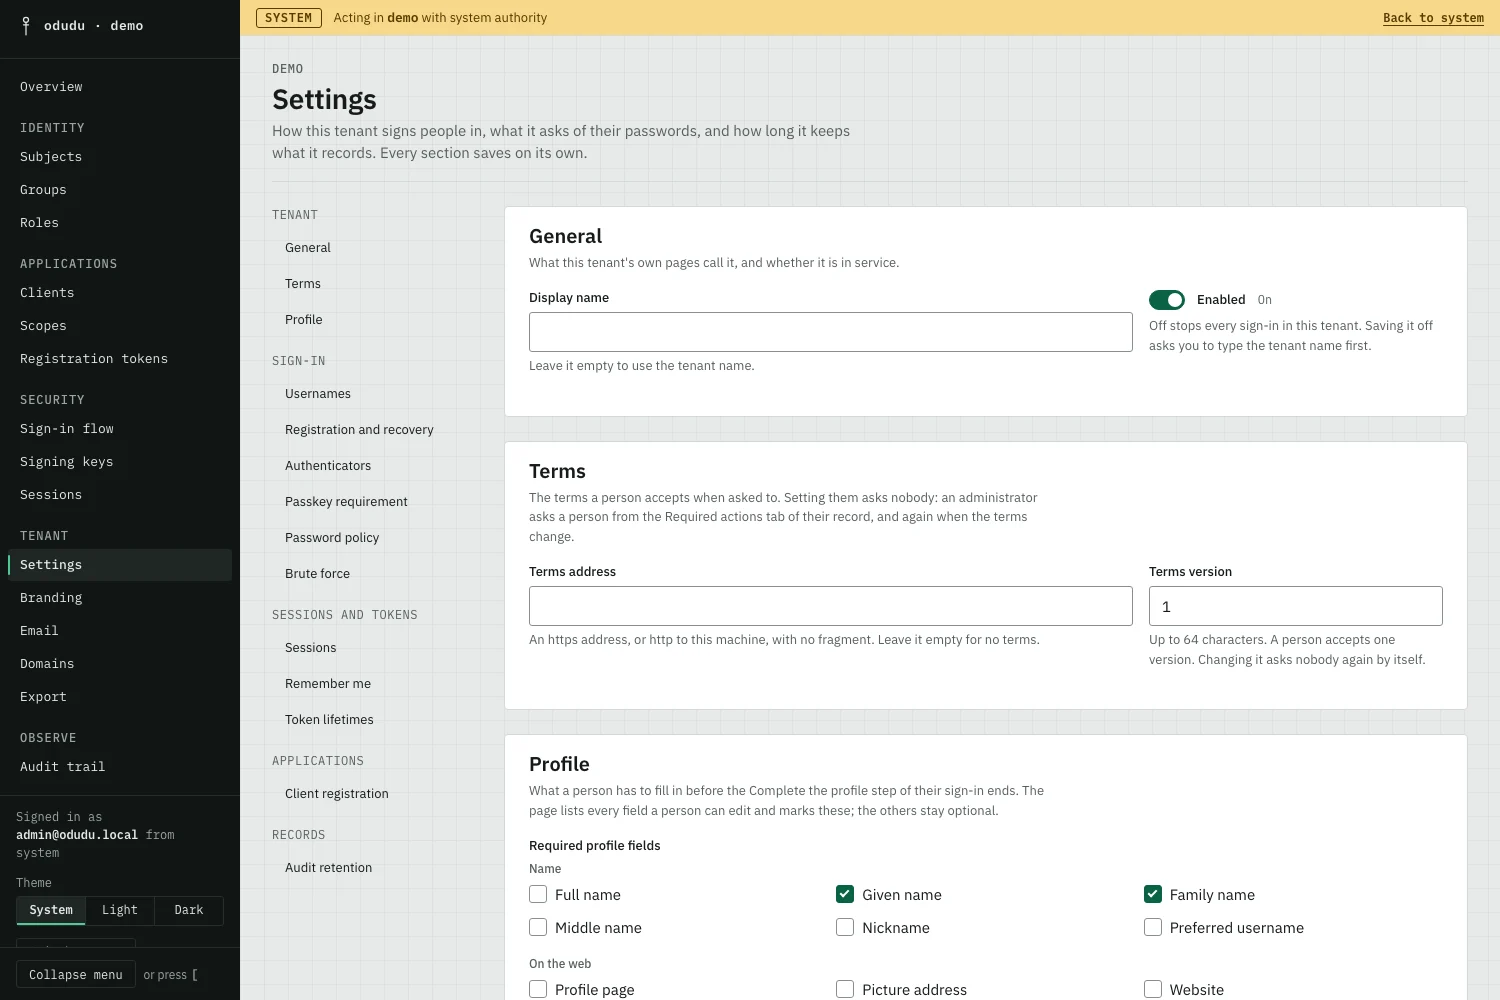 odudu · demo
Overview
IDENTITY
Subjects
Groups
Roles
APPLICATIONS
Clients
Scopes
Registration tokens
SECURITY
Sign-in flow
Signing keys
Sessions
TENANT
Settings
Branding
Email
Domains
Export
OBSERVE
Audit trail
Signed in as
admin@odudu.local from
system
Theme
System Light Dark
Collapse menu or press [
SYSTEM Acting in demo with system authority Back to system
DEMO
Settings
How this tenant signs people in, what it asks of their passwords, and how long it keeps
what it records. Every section saves on its own.
TENANT
General
Terms
Profile
SIGN-IN
Usernames
Registration and recovery
Authenticators
Passkey requirement
Password policy
Brute force
SESSIONS AND TOKENS
Sessions
Remember me
Token lifetimes
APPLICATIONS
Client registration
RECORDS
Audit retention
General
What this tenant's own pages call it, and whether it is in service.
Display name
Leave it empty to use the tenant name.
Enabled On
Off stops every sign-in in this tenant. Saving it off
asks you to type the tenant name first.
Terms
The terms a person accepts when asked to. Setting them asks nobody: an administrator
asks a person from the Required actions tab of their record, and again when the terms
change.
Terms address
An https address, or http to this machine, with no fragment. Leave it empty for no terms.
Terms version
1
Up to 64 characters. A person accepts one
version. Changing it asks nobody again by itself.
Profile
What a person has to fill in before the Complete the profile step of their sign-in ends. The
page lists every field a person can edit and marks these; the others stay optional.
Required profile fields
Name
Full name Given name Family name
Middle name Nickname Preferred username
On the web
Profile page Picture address Website